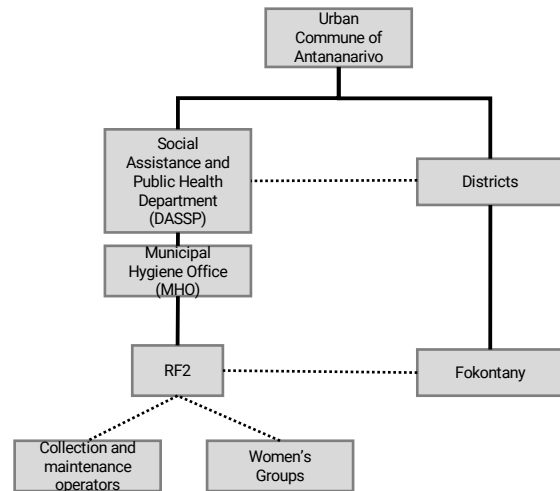 Urban
Commune of
Antananarivo
Social
Assistance and
Public Health
Department
(DASSP)
Districts
Municipal
Hygiene Office
(MHO)
RF2
Fokontany
Collection and
maintenance
operators
Women’s
Groups